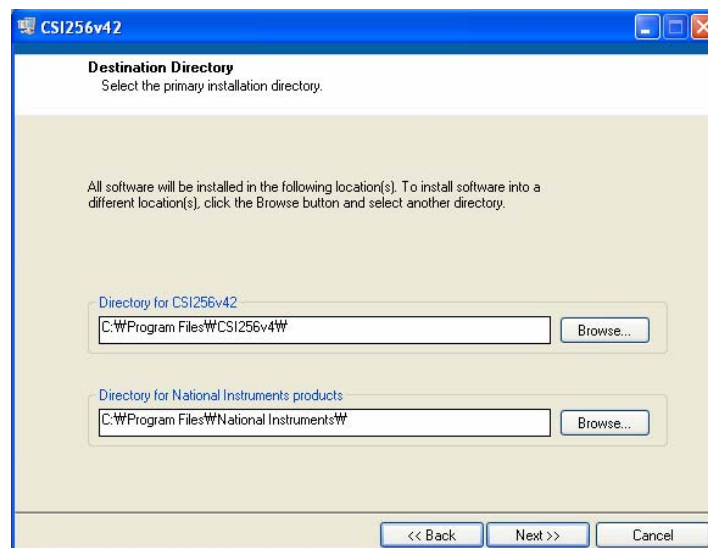 CSI256v42
Destination Directory
Select the primary installation directory.
All software will be installed in the following location(s). To install software into a
different location(s), click the Browse button and select another directory.
Directory for CSI256v42
C:₩Program Files₩CSI256v4₩
Browse...
Directory for National Instruments products
C:₩Program Files₩National Instruments₩
Browse...
<< Back
Next >>
Cancel